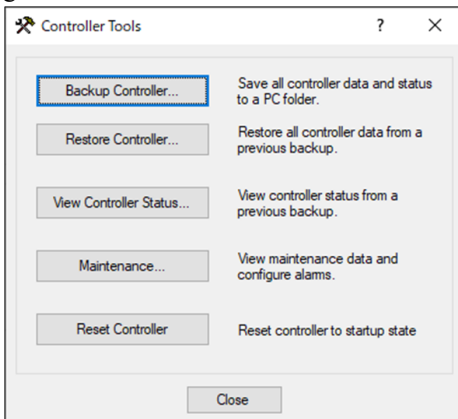 Controller Tools
Backup Controller...
Save all controller data and status
to a PC folder.
Restore Controller...
Restore all controller data from a
previous backup.
View Controller Status...
View controller status from a
previous backup.
Maintenance...
View maintenance data and
configure alarms.
Reset Controller
Reset controller to startup state
Close